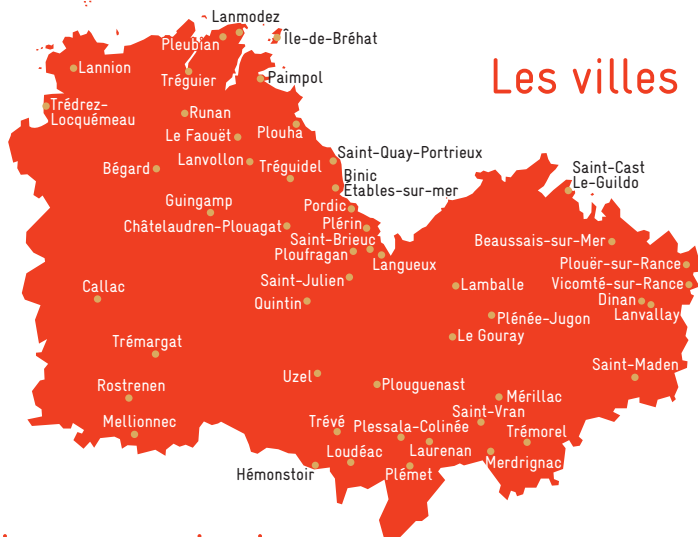 Lanmodez
Pleubian
Île-de-Bréhat
Les villes
Lannion
Tréguier
Paimpol
Trédrez-
Locquémeau
Runan
Le Faouët
Plouha
Lanvollon
Saint-Quay-Portrieux
Bégard
Tréguidel
Binic
Étables-sur-mer
Saint-Cast
Le-Guildo
Guingamp
Pordic
Châtelaudren-Plouagat
Plérin
Saint-Brieuc
Beaussais-sur-Mer
Ploufragan
Langueux
Plouër-sur-Rance
Callac
Saint-Julien
Lamballe
Vicomté-sur-Rance
Quintin
Dinan
Lanvallay
Plénée-Jugon
Trémargat
Le Gouray
Saint-Maden
Uzel
Plouguenast
Rostrenen
Mérillac
Saint-Vran
Mellionnec
Trévé
Plessala-Colinée
Trémorel
Loudéac
Laurenan
Merdrignac
Hémonstoir
Plémet